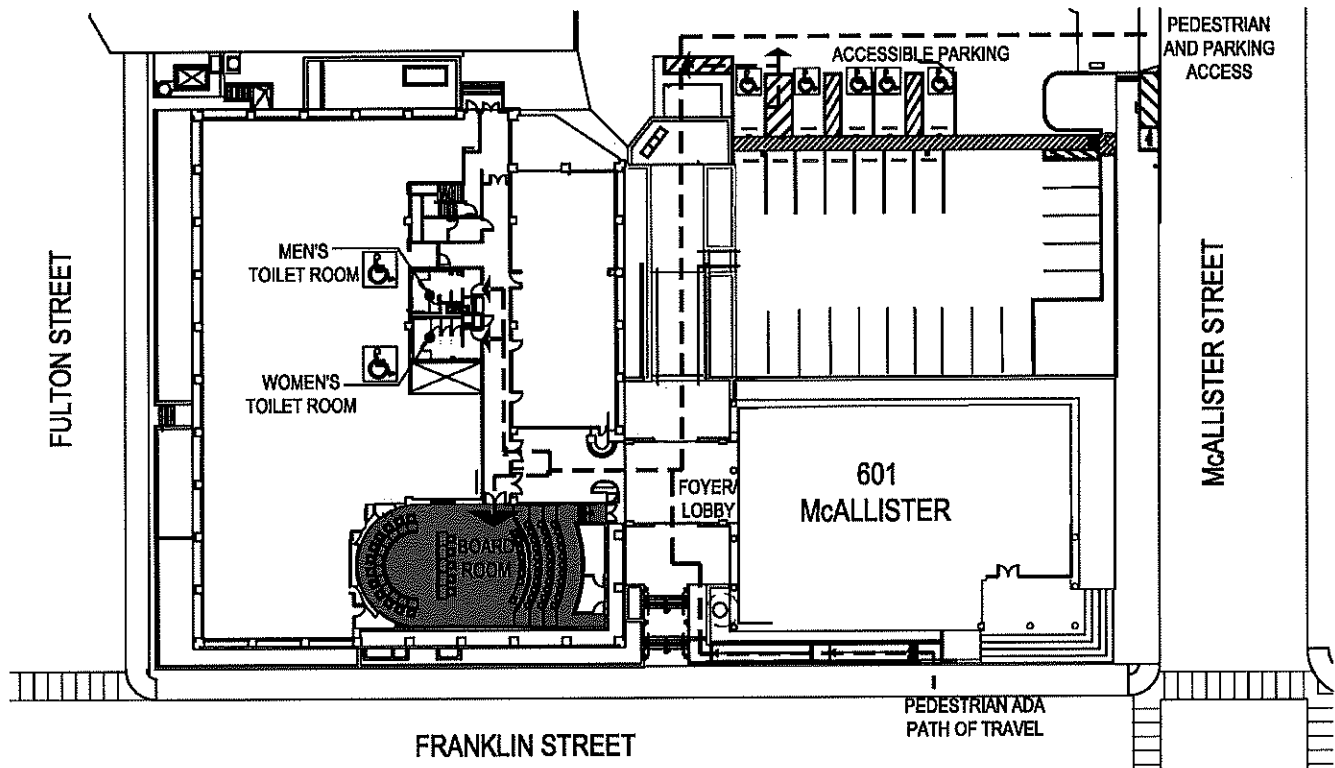 PEDESTRIAN
AND PARKING
ACCESS
ACCESSIBLE PARKING
MEN'S
TOILET ROOM
WOMEN'S
TOILET ROOM
FULTON STREET
McALLISTER STREET
FOYER/
LOBBY
601
McALLISTER
BOARD
ROOM
PEDESTRIAN ADA
PATH OF TRAVEL
FRANKLIN STREET